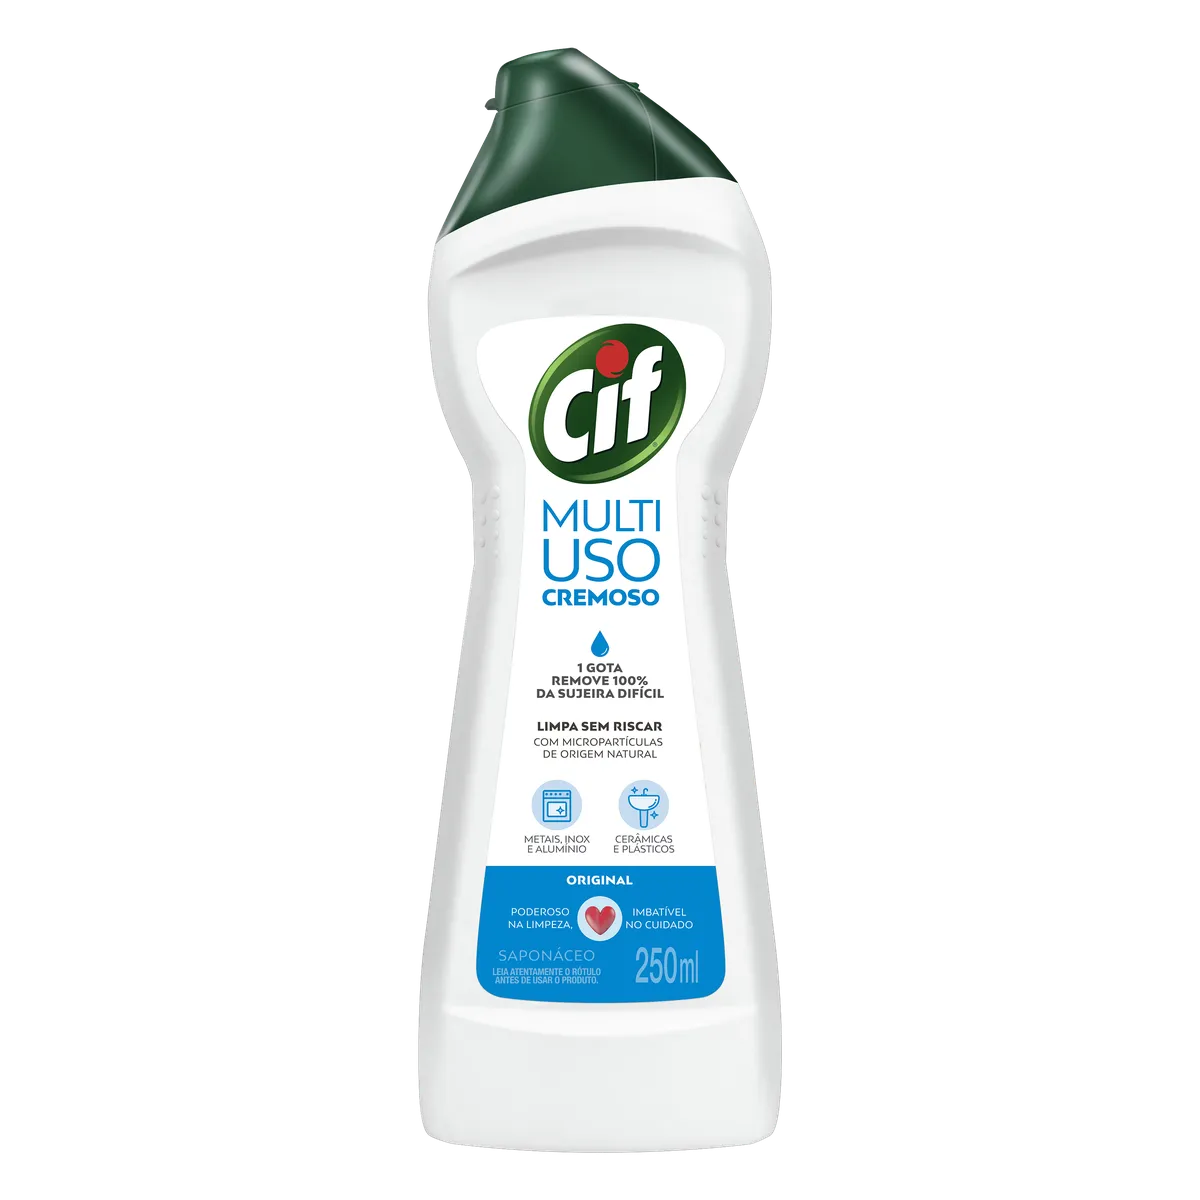 Cif
MULTI
USO
CREMOSO
1 GOTA
REMOVE 100%
DA SUJEIRA DIFÍCIL
LIMPA SEM RISCAR
COM MICROPARTÍCULAS
DE ORIGEM NATURAL
METAIS, INOX
E ALUMÍNIO
CERÂMICAS
E PLÁSTICOS
ORIGINAL
PODEROSO
NA LIMPEZA,
IMBATÍVEL
NO CUIDADO
SAPONÁCEO
LEIA ATENTAMENTE O RÓTULO
ANTES DE USAR O PRODUTO.
250ml